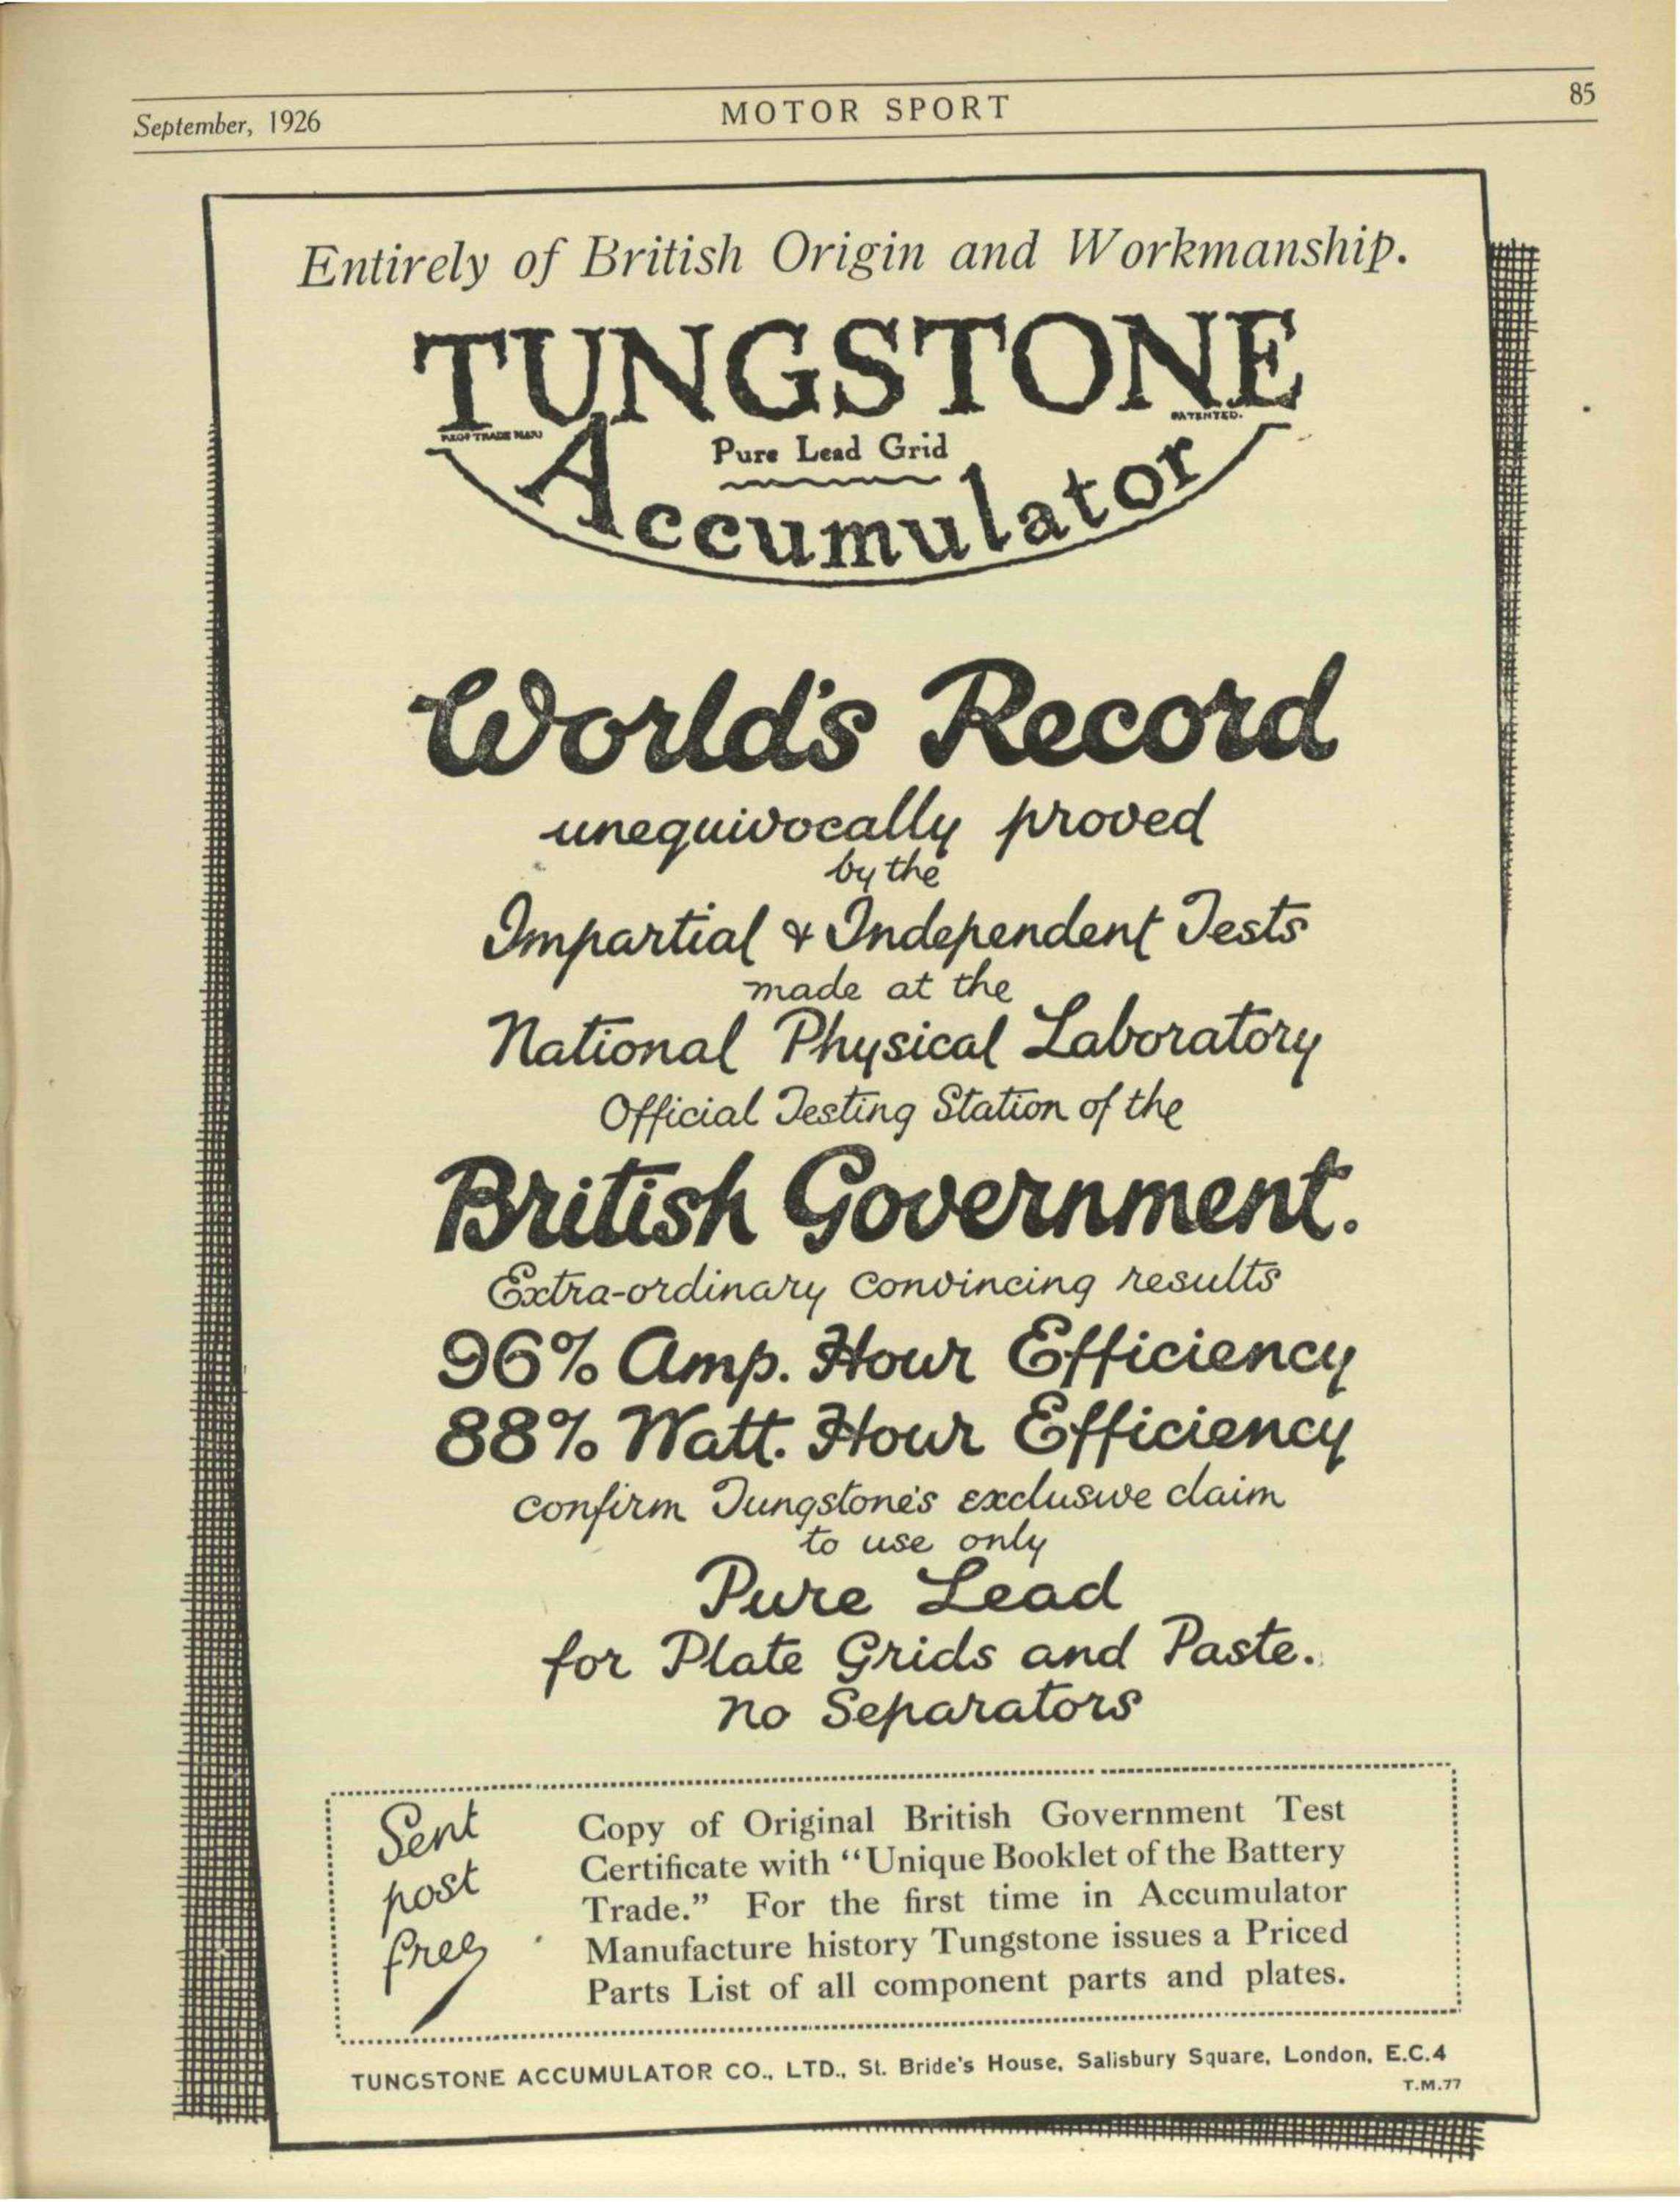 September, 1926
MOTOR SPORT
85
Entirely of British Origin and Workmanship.
TUNGSTONE
PATENTED.
Pure Lead Grid
Accumulator
World's Record
unequivocally proved
by the
Impartial & Independent Tests
made at the
National Physical Laboratory
Official Testing Station of the
British Government.
Extra-ordinary convincing results
96% Amp. Hour Efficiency
88% Watt. Hour Efficiency
confirm Tungstone's exclusive claim
to use only
Pure Lead
for Plate Grids and Paste.
no Separators
Sent
post
free
Copy of Original British Government Test
Certificate with "Unique Booklet of the Battery
Trade." For the first time in Accumulator
Manufacture history Tungstone issues a Priced
Parts List of all component parts and plates.
TUNGSTONE ACCUMULATOR CO., LTD., St. Bride's House, Salisbury Square, London, E.C.4
T.M.77